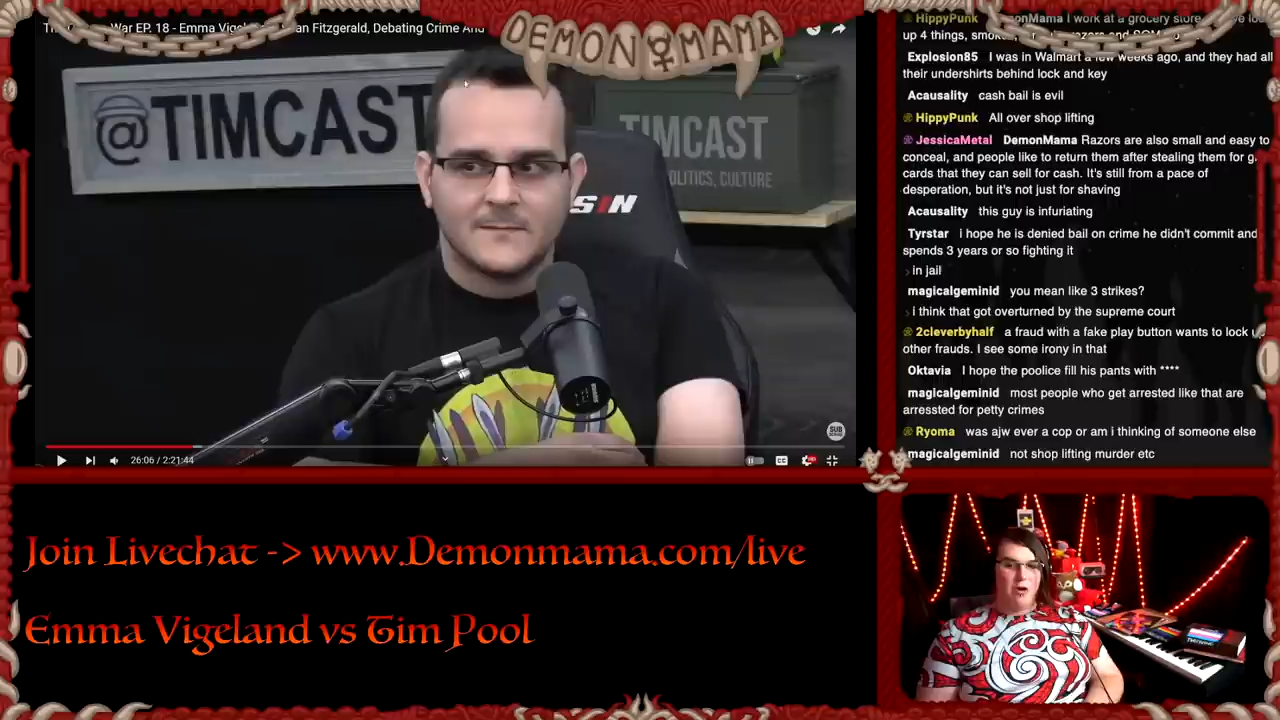 War EP. 18 - Emma
an Fitzgerald, Debating Crime And
DEMON MAMA
@TIMCAST
TIMCAST
POLITICS, CULTURE
S1N
SUB
26:06 / 2:21:44
CC
HippyPunk DemonMama I work at a grocery store
up 4 things,
Explosion85 I was in Walmart a few weeks ago, and they had all
their undershirts behind lock and key
Acausality cash bail is evil
HippyPunk All over shop lifting
JessicaMetal DemonMama Razors are also small and easy to
conceal, and people like to return them after stealing them for
cards that they can sell for cash. It's still from a pace of
desperation, but it's not just for shaving
Acausality this guy is infuriating
Tyrstar i hope he is denied bail on crime he didn't commit and
spends 3 years or so fighting it
in jail
magicalgeminid you mean like 3 strikes?
i think that got overturned by the supreme court
2cleverbyhalf a fraud with a fake play button wants to lock
other frauds. I see some irony in that
Oktavia I hope the poolice fill his pants with ****
magicalgeminid most people who get arrested like that are
arressted for petty crimes
Ryoma was ajw ever a cop or am i thinking of someone else
magicalgeminid not shop lifting murder etc
Join Livechat -> www.Demonmama.com/live
Emma Vigeland vs Tim Pool